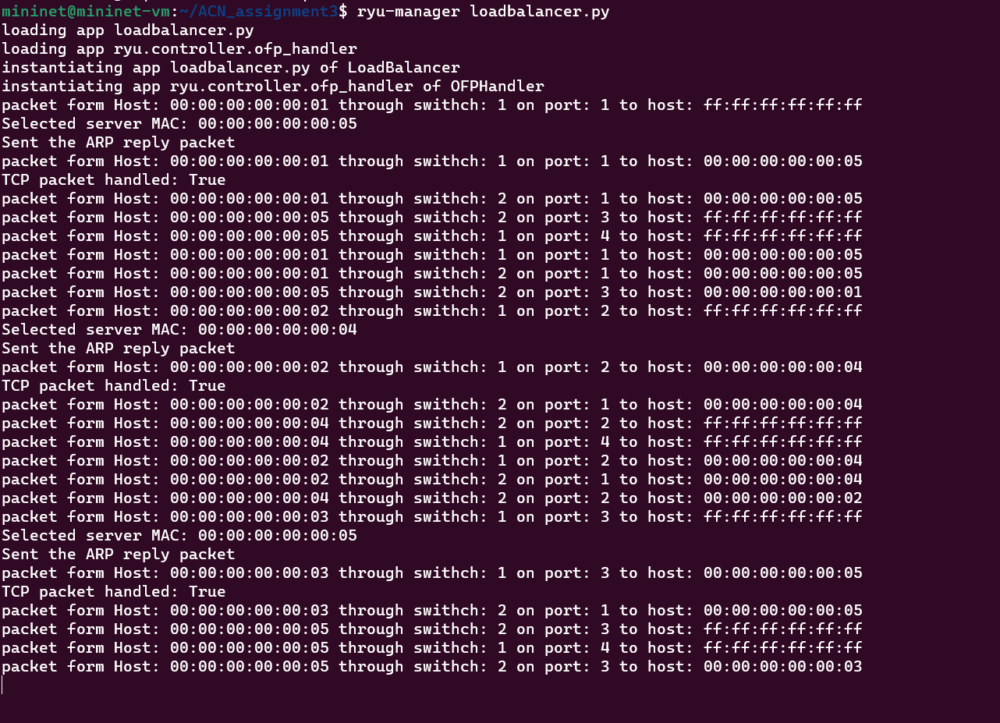 mininet@mininet-vm:~/ACN_assignment3$ ryu-manager loadbalancer.py
loading app loadbalancer.py
loading app ryu.controller.ofp_handler
instantiating app loadbalancer.py of LoadBalancer
instantiating app ryu.controller.ofp_handler of OFPHandler
packet form Host: 00:00:00:00:00:01 through swithch: 1 on port: 1 to host: ff:ff:ff:ff:ff:ff
Selected server MAC: 00:00:00:00:00:05
Sent the ARP reply packet
packet form Host: 00:00:00:00:00:01 through swithch: 1 on port: 1 to host: 00:00:00:00:00:05
TCP packet handled: True
packet form Host: 00:00:00:00:00:01 through swithch: 2 on port: 1 to host: 00:00:00:00:00:05
packet form Host: 00:00:00:00:00:05 through swithch: 2 on port: 3 to host: ff:ff:ff:ff:ff:ff
packet form Host: 00:00:00:00:00:05 through swithch: 1 on port: 4 to host: ff:ff:ff:ff:ff:ff
packet form Host: 00:00:00:00:00:01 through swithch: 1 on port: 1 to host: 00:00:00:00:00:05
packet form Host: 00:00:00:00:00:01 through swithch: 2 on port: 1 to host: 00:00:00:00:00:05
packet form Host: 00:00:00:00:00:05 through swithch: 2 on port: 3 to host: 00:00:00:00:00:01
packet form Host: 00:00:00:00:00:02 through swithch: 1 on port: 2 to host: ff:ff:ff:ff:ff:ff
Selected server MAC: 00:00:00:00:00:04
Sent the ARP reply packet
packet form Host: 00:00:00:00:00:02 through swithch: 1 on port: 2 to host: 00:00:00:00:00:04
TCP packet handled: True
packet form Host: 00:00:00:00:00:02 through swithch: 2 on port: 1 to host: 00:00:00:00:00:04
packet form Host: 00:00:00:00:00:04 through swithch: 2 on port: 2 to host: ff:ff:ff:ff:ff:ff
packet form Host: 00:00:00:00:00:04 through swithch: 1 on port: 4 to host: ff:ff:ff:ff:ff:ff
packet form Host: 00:00:00:00:00:02 through swithch: 1 on port: 2 to host: 00:00:00:00:00:04
packet form Host: 00:00:00:00:00:02 through swithch: 2 on port: 1 to host: 00:00:00:00:00:04
packet form Host: 00:00:00:00:00:04 through swithch: 2 on port: 2 to host: 00:00:00:00:00:02
packet form Host: 00:00:00:00:00:03 through swithch: 1 on port: 3 to host: ff:ff:ff:ff:ff:ff
Selected server MAC: 00:00:00:00:00:05
Sent the ARP reply packet
packet form Host: 00:00:00:00:00:03 through swithch: 1 on port: 3 to host: 00:00:00:00:00:05
TCP packet handled: True
packet form Host: 00:00:00:00:00:03 through swithch: 2 on port: 1 to host: 00:00:00:00:00:05
packet form Host: 00:00:00:00:00:05 through swithch: 2 on port: 3 to host: ff:ff:ff:ff:ff:ff
packet form Host: 00:00:00:00:00:05 through swithch: 1 on port: 4 to host: ff:ff:ff:ff:ff:ff
packet form Host: 00:00:00:00:00:05 through swithch: 2 on port: 3 to host: 00:00:00:00:00:03